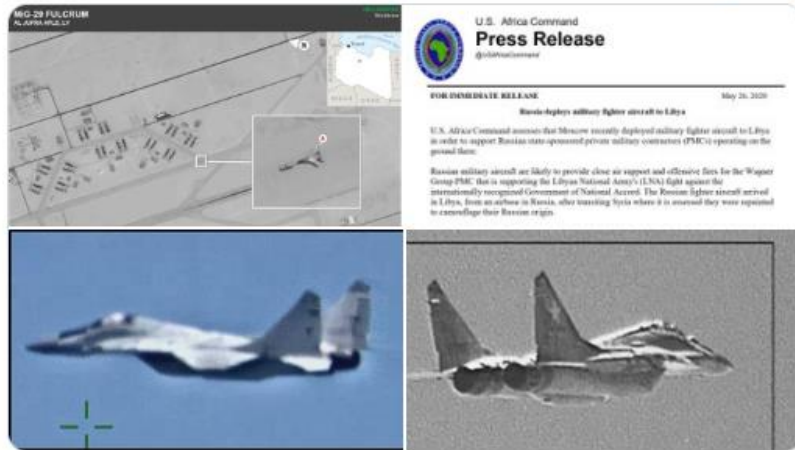 MiG-29 FULCRUM
AL JUFRA AFLD, LY
U.S. Africa Command
Press Release
@USAfricaCommand
FOR IMMEDIATE RELEASE
May 26, 2020
Russia deploys military fighter aircraft to Libya
U.S. Africa Command assesses that Moscow recently deployed military fighter aircraft to Libya
in order to support Russian state-sponsored private military contractors (PMCs) operating on the
ground there.
Russian military aircraft are likely to provide close air support and offensive fires for the Wagner
Group PMC that is supporting the Libyan National Army's (LNA) fight against the
internationally recognized Government of National Accord. The Russian fighter aircraft arrived
in Libya, from an airbase in Russia, after transiting Syria where it is assessed they were repainted
to camouflage their Russian origin.